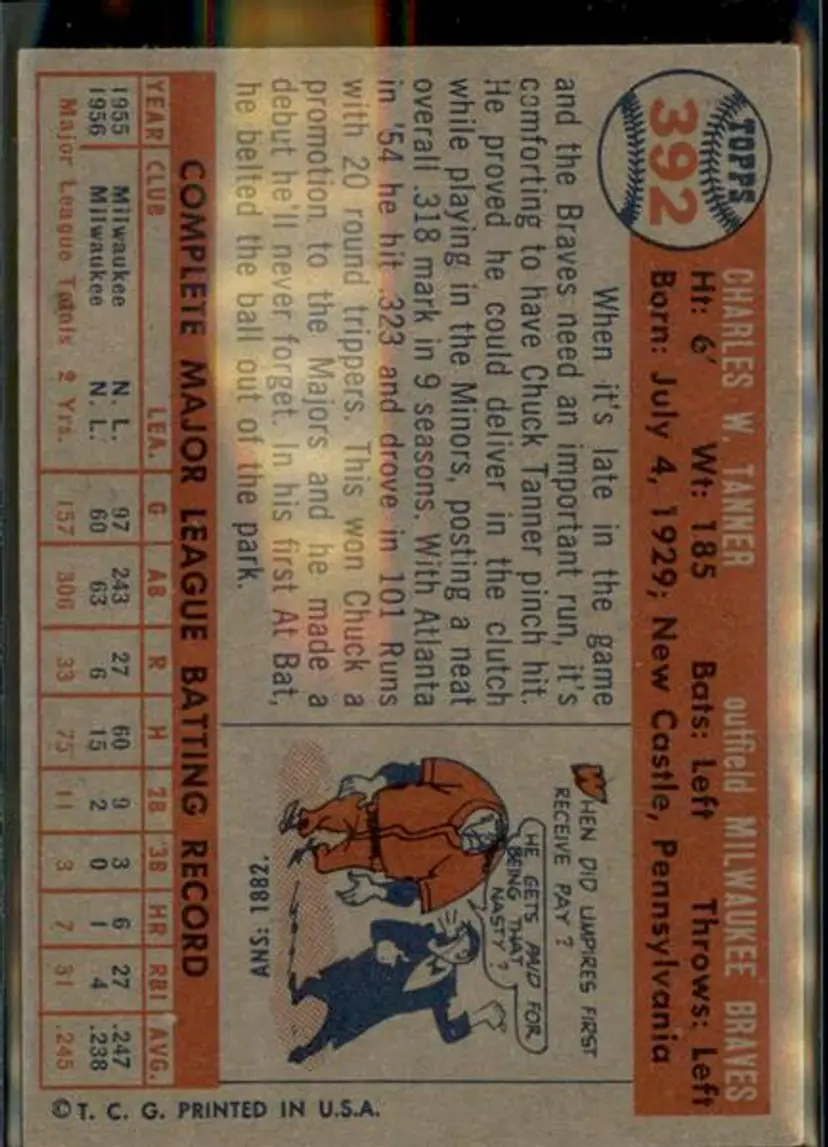 TOPPS
392
CHARLES W. TANNER outfield MILWAUKEE BRAVES
Ht: 6' Wt: 185 Bats: Left Throws: Left
Born: July 4, 1929; New Castle, Pennsylvania
When it's late in the game
and the Braves need an important run, it's
comforting to have Chuck Tanner pinch hit.
He proved he could deliver in the clutch
while playing in the Minors, posting a neat
overall .318 mark in 9 seasons. With Atlanta
in '54 he hit .323 and drove in 101 Runs
with 20 round trippers. This won Chuck a
promotion to the Majors and he made a
debut he'll never forget. In his first At Bat,
he belted the ball out of the park.
WHEN DID UMPIRES FIRST
RECEIVE PAY?
HE GETS PAID FOR
BEING THAT
NASTY?
ANS: 1882.
COMPLETE MAJOR LEAGUE BATTING RECORD
YEAR CLUB LEA. G AB R H 2B 3B HR RBI AVG.
1955 Milwaukee N. L. 97 243 27 60 9 3 6 27 .247
1956 Milwaukee N. L. 60 63 6 15 2 0 1 4 .238
Major League Totals 2 Yrs. 157 306 33 75 11 3 7 31 .245
© T. C. G. PRINTED IN U.S.A.